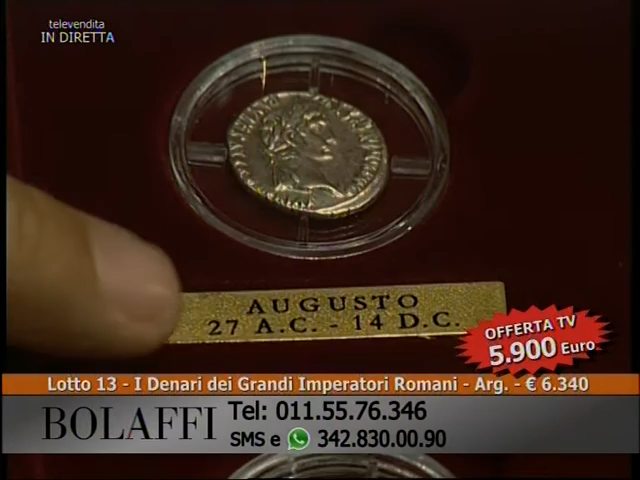 televendita
IN DIRETTA
AUGUSTO
27 A.C. - 14 D.C.
OFFERTA TV
5.900 Euro
Lotto 13 - I Denari dei Grandi Imperatori Romani - Arg. - € 6.340
BOLAFFI
Tel: 011.55.76.346
SMS e 342.830.00.90